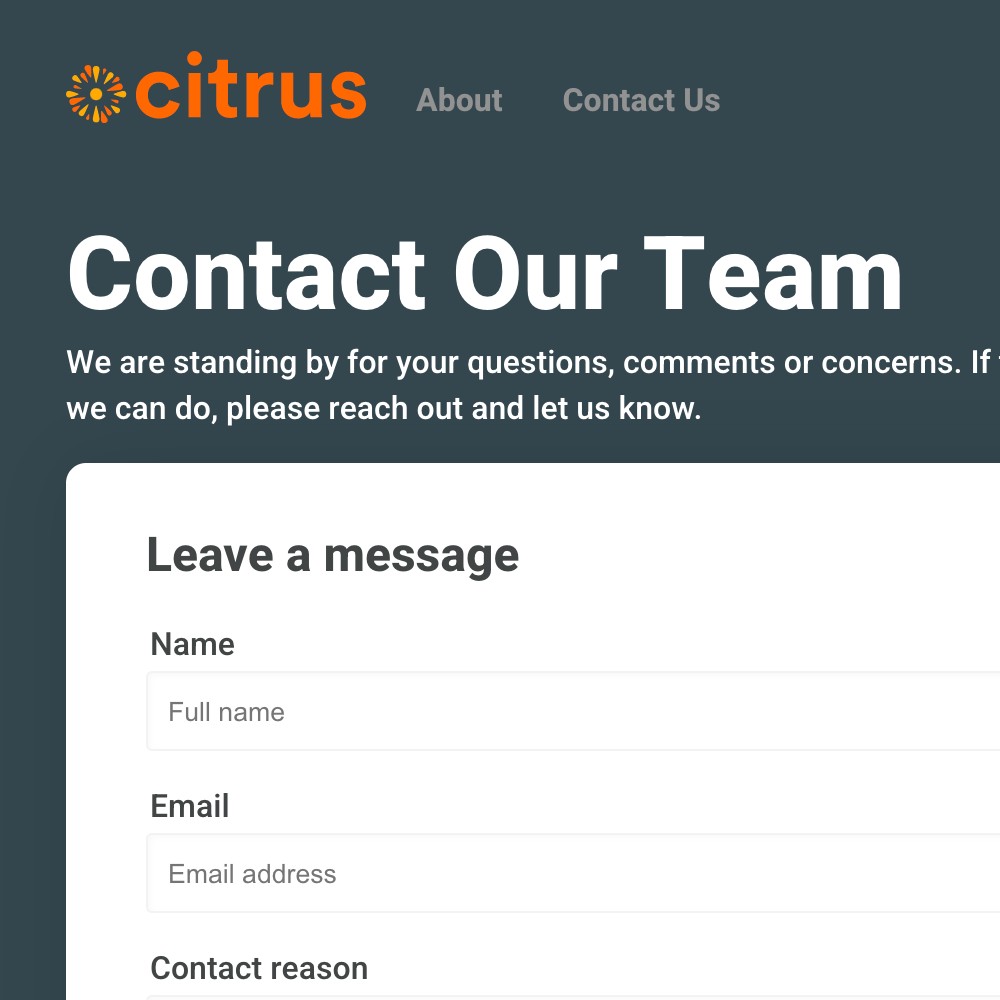 citrus
About
Contact Us
Contact Our Team
We are standing by for your questions, comments or concerns. If
we can do, please reach out and let us know.
Leave a message
Name
Full name
Email
Email address
Contact reason